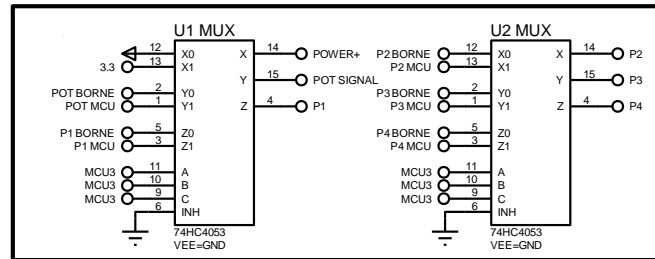 U1 MUX
12 X0 X 14 POWER+
3.3 13 X1
Y 15 POT SIGNAL
POT BORNE 2 Y0
POT MCU 1 Y1 Z 4 P1
P1 BORNE 5 Z0
P1 MCU 3 Z1
MCU3 11 A
MCU3 10 B
MCU3 9 C
6 INH
74HC4053
VEE=GND
U2 MUX
P2 BORNE 12 X0 X 14 P2
P2 MCU 13 X1
Y 15 P3
P3 BORNE 2 Y0
P3 MCU 1 Y1 Z 4 P4
P4 BORNE 5 Z0
P4 MCU 3 Z1
MCU3 11 A
MCU3 10 B
MCU3 9 C
6 INH
74HC4053
VEE=GND